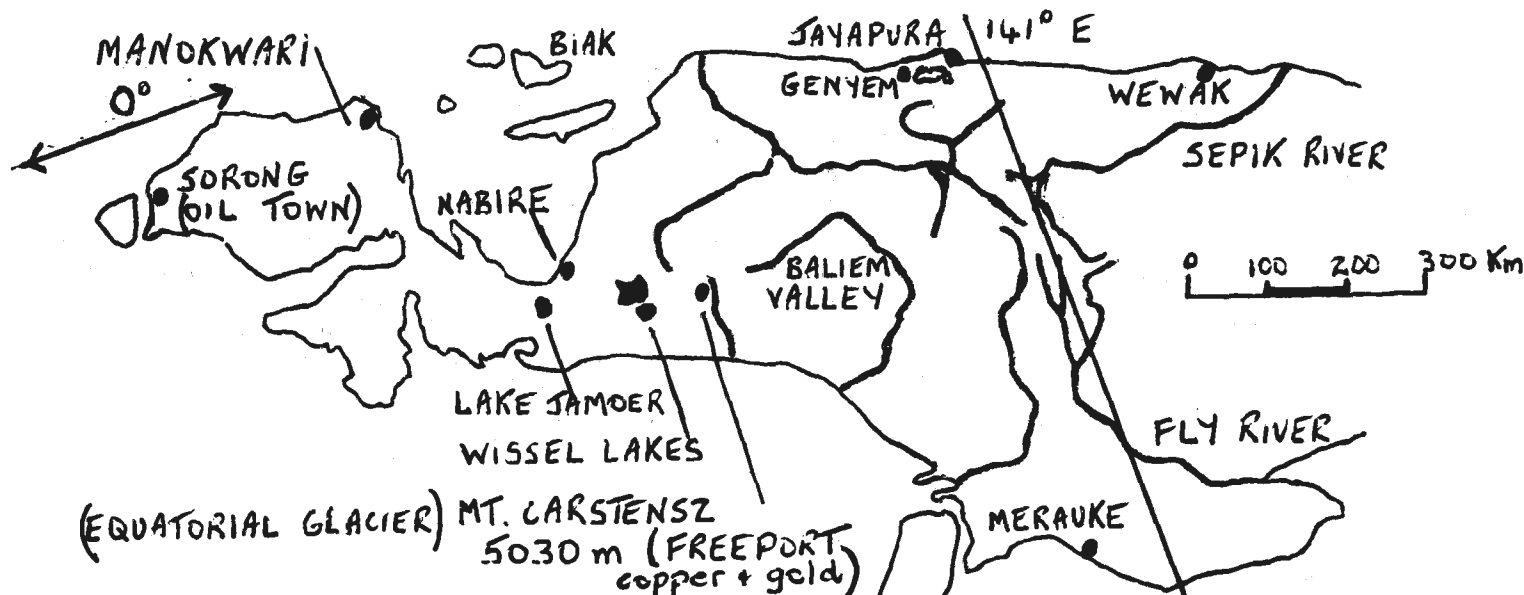 MANOKWARI
BIAK
JAYAPURA
141° E
0°
GENYEM
WEWAK
SORONG
(OIL TOWN)
NABIRE
SEPIK RIVER
BALIEM
VALLEY
0 100 200 300 Km
LAKE JAMOER
WISSEL LAKES
FLY RIVER
(EQUATORIAL GLACIER) MT. CARSTENSZ
5030 m (FREEPORT
copper + gold)
MERAUKE